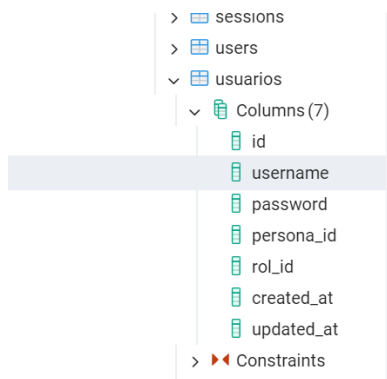 sessions
users
usuarios
Columns (7)
id
username
password
persona_id
rol_id
created_at
updated_at
Constraints